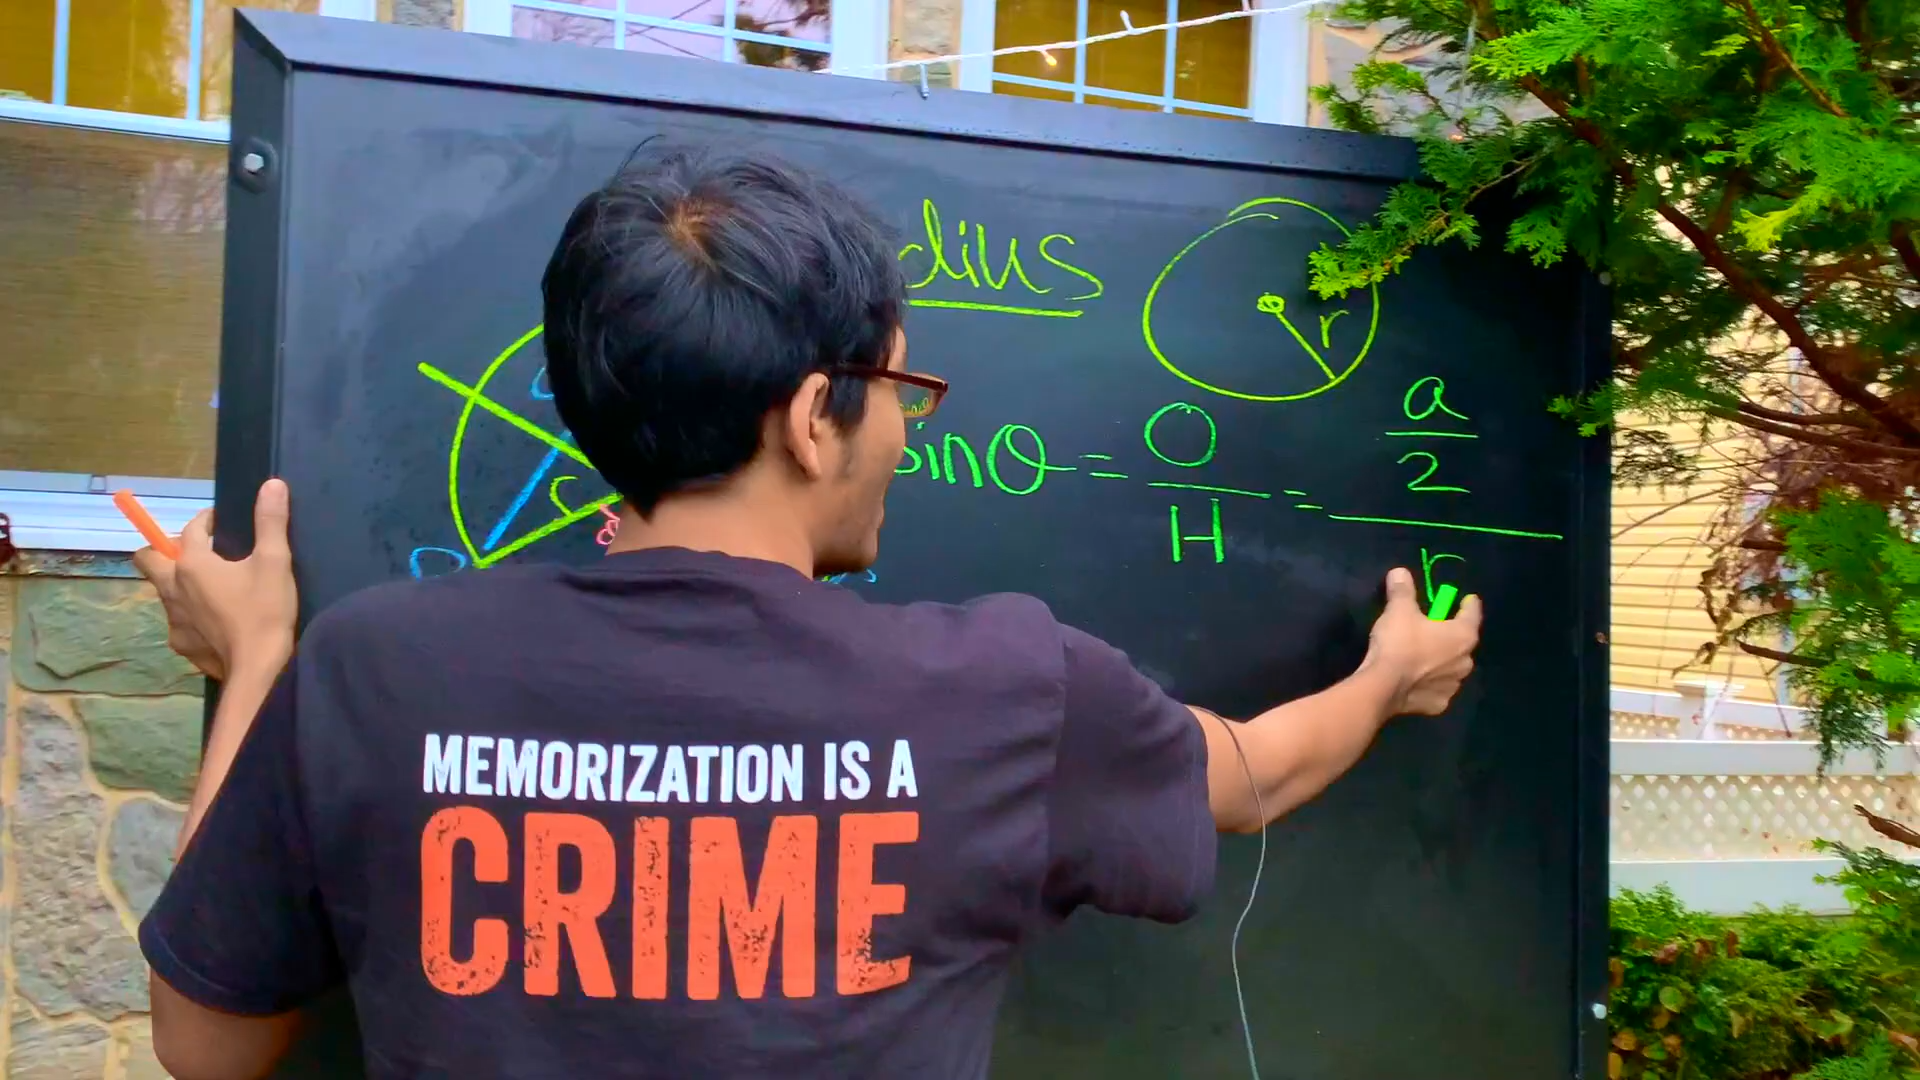 dius
r
sinθ = O/H = a/2/r
r
MEMORIZATION IS A
CRIME